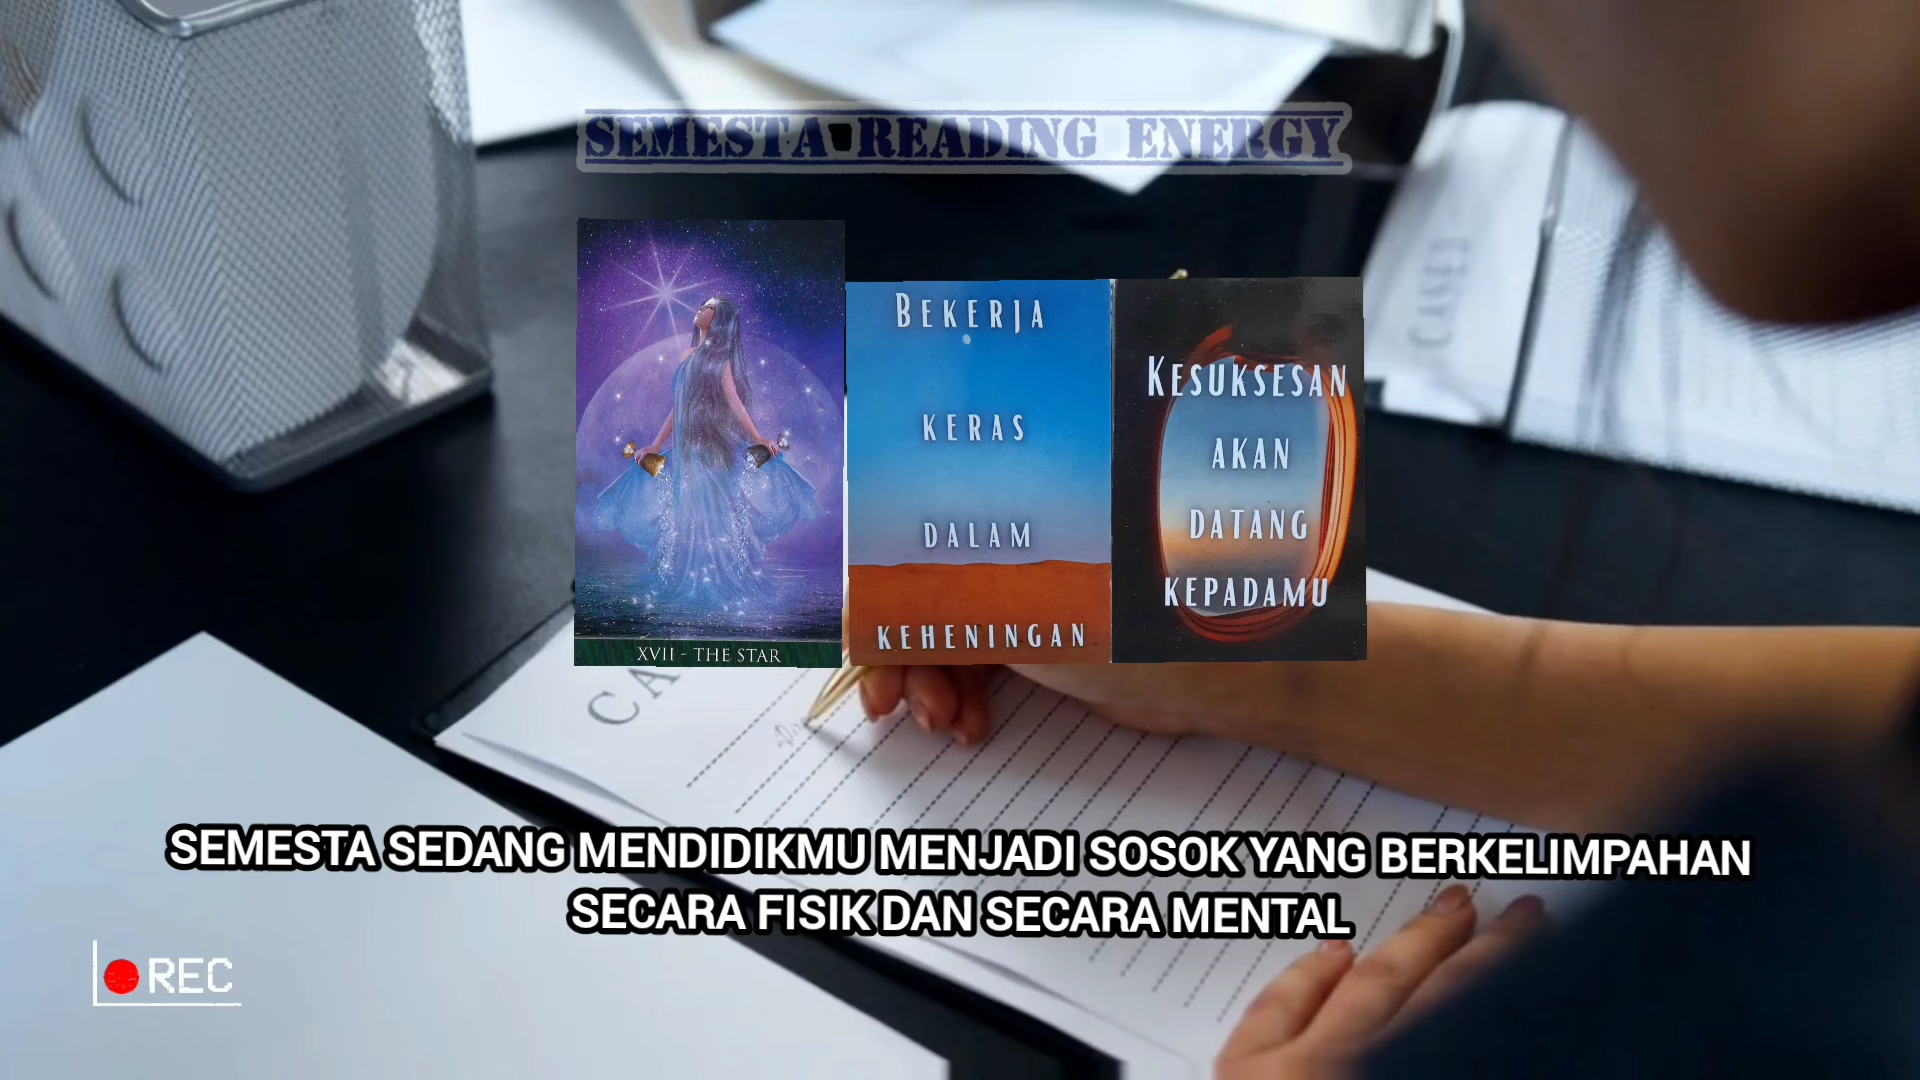 SEMESTA READING ENERGY
BEKERJA
KERAS
DALAM
KEHENINGAN
KESUKSESAN
AKAN
DATANG
KEPADAMU
XVII - THE STAR
CA
SEMESTA SEDANG MENDIDIKMU MENJADI SOSOK YANG BERKELIMPAHAN
SECARA FISIK DAN SECARA MENTAL
REC